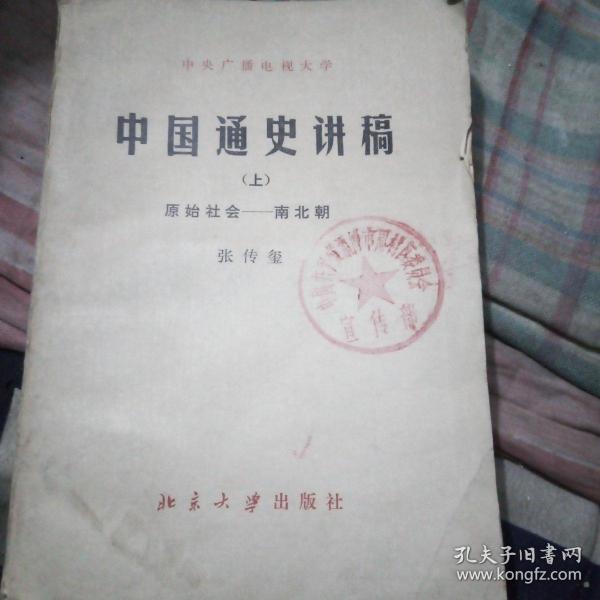 中央广播电视大学
中国通史讲稿
（上）
原始社会——南北朝
张传玺
宣传部
北京大学出版社
孔夫子旧书网
www.kongfz.com